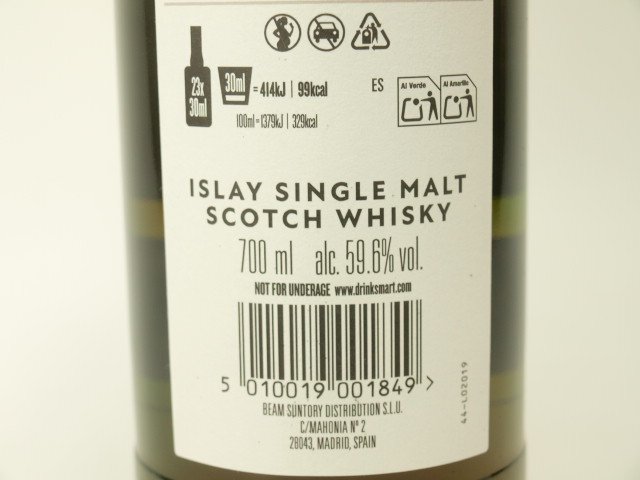 23x
30ml
30ml
= 414kJ | 99kcal
100ml=1379kJ | 329kcal
ES
Al Verde
Al Amarillo
ISLAY SINGLE MALT
SCOTCH WHISKY
700 ml alc. 59.6% vol.
NOT FOR UNDERAGE www.drinksmart.com
5 010019 001849 >
BEAM SUNTORY DISTRIBUTION S.L.U.
C/MAHONIA Nº 2
28043, MADRID, SPAIN
44-L02019